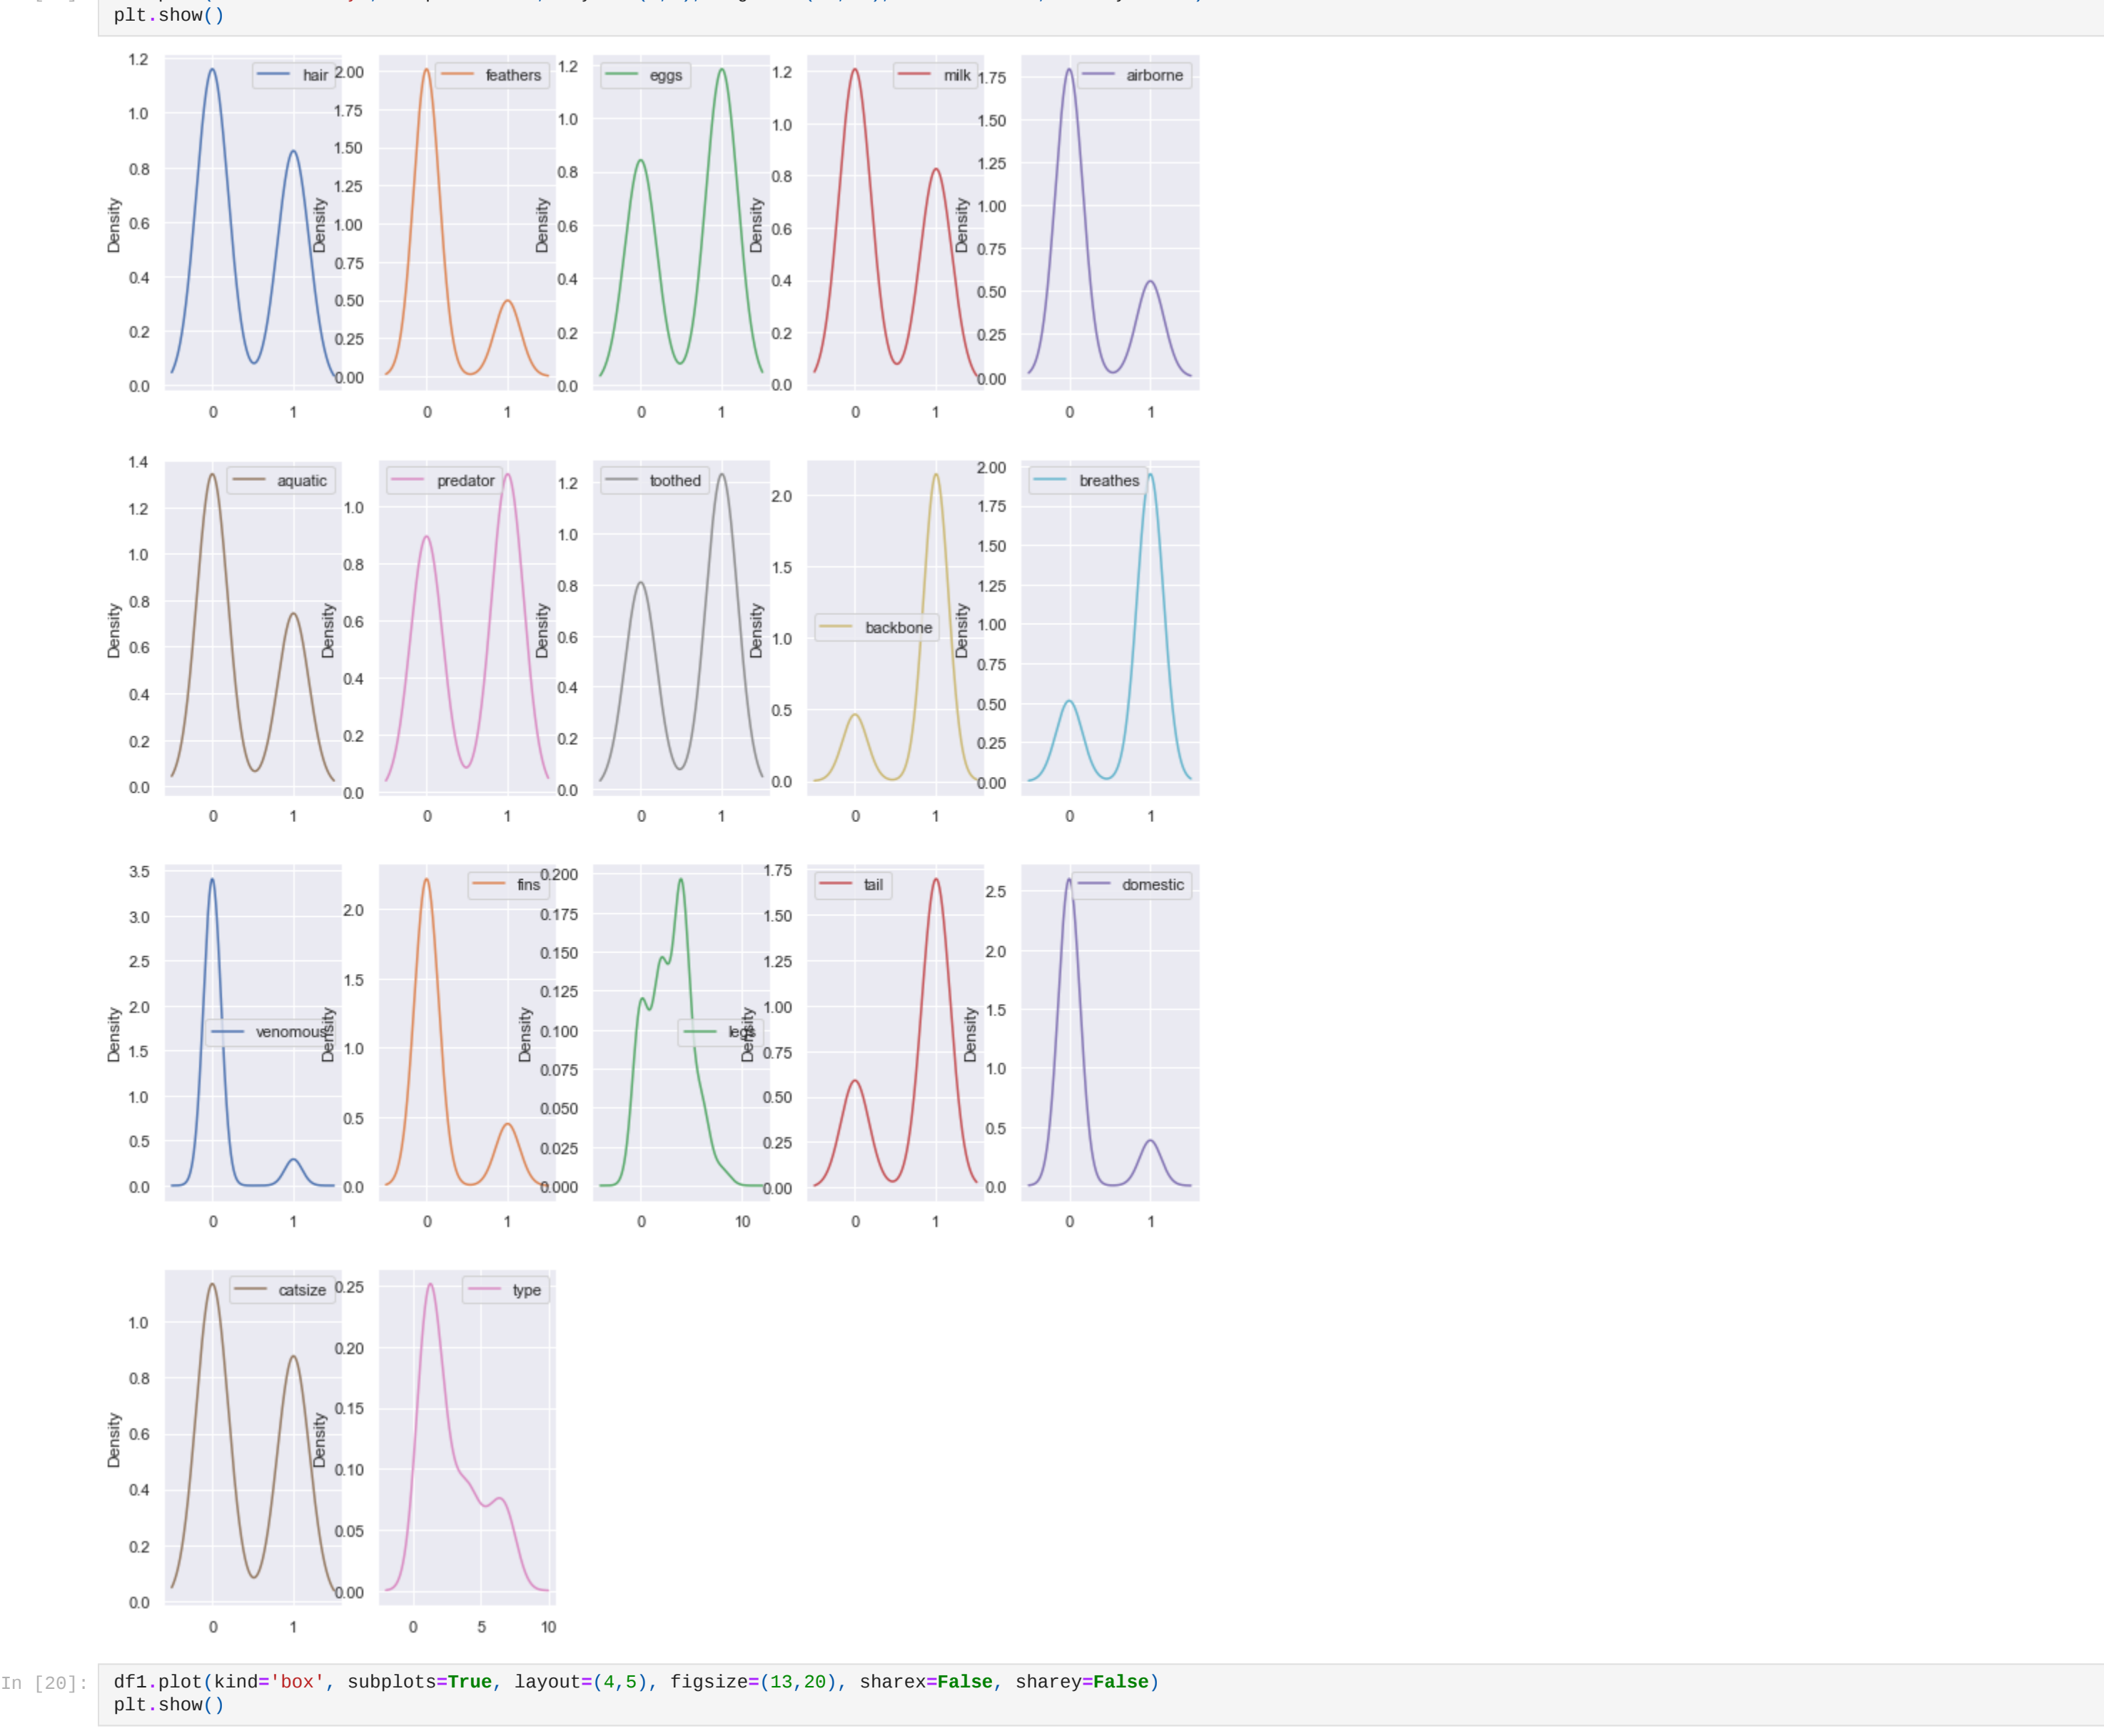 plt.show()
hair feathers eggs milk airborne
1.2 1.0 0.8 0.6 0.4 0.2 0.0
Density
0 1
2.00 1.75 1.50 1.25 1.00 0.75 0.50 0.25 0.00
Density
0 1
1.2 1.0 0.8 0.6 0.4 0.2 0.0
Density
0 1
1.2 1.0 0.8 0.6 0.4 0.2 0.0
Density
0 1
1.75 1.50 1.25 1.00 0.75 0.50 0.25 0.00
Density
0 1
aquatic predator toothed backbone breathes
1.4 1.2 1.0 0.8 0.6 0.4 0.2 0.0
Density
0 1
1.0 0.8 0.6 0.4 0.2 0.0
Density
0 1
1.2 1.0 0.8 0.6 0.4 0.2 0.0
Density
0 1
2.0 1.5 1.0 0.5 0.0
Density
0 1
2.00 1.75 1.50 1.25 1.00 0.75 0.50 0.25 0.00
Density
0 1
venomous fins legs tail domestic
3.5 3.0 2.5 2.0 1.5 1.0 0.5 0.0
Density
0 1
2.0 1.5 1.0 0.5 0.0
Density
0 1
0.200 0.175 0.150 0.125 0.100 0.075 0.050 0.025 0.000
Density
0 10
1.75 1.50 1.25 1.00 0.75 0.50 0.25 0.00
Density
0 1
2.5 2.0 1.5 1.0 0.5 0.0
Density
0 1
catsize type
1.0 0.8 0.6 0.4 0.2 0.0
Density
0 1
0.25 0.20 0.15 0.10 0.05 0.00
Density
0 5 10
In [20]: df1.plot(kind='box', subplots=True, layout=(4,5), figsize=(13,20), sharex=False, sharey=False)
plt.show()